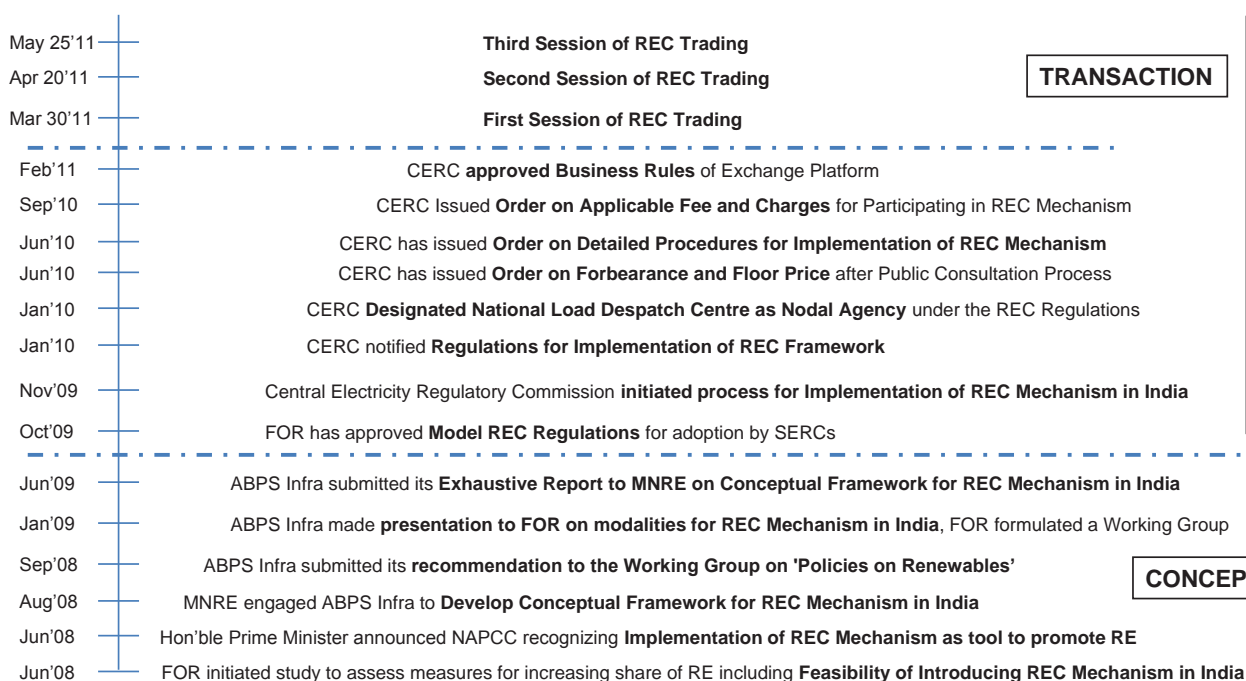 May 25’11 Third Session of REC Trading
Apr 20’11 Second Session of REC Trading
TRANSACTION
Mar 30’11 First Session of REC Trading
Feb’11 CERC approved Business Rules of Exchange Platform
Sep’10 CERC Issued Order on Applicable Fee and Charges for Participating in REC Mechanism
Jun’10 CERC has issued Order on Detailed Procedures for Implementation of REC Mechanism
Jun’10 CERC has issued Order on Forbearance and Floor Price after Public Consultation Process
Jan’10 CERC Designated National Load Despatch Centre as Nodal Agency under the REC Regulations
Jan’10 CERC notified Regulations for Implementation of REC Framework
Nov’09 Central Electricity Regulatory Commission initiated process for Implementation of REC Mechanism in India
Oct’09 FOR has approved Model REC Regulations for adoption by SERCs
Jun’09 ABPS Infra submitted its Exhaustive Report to MNRE on Conceptual Framework for REC Mechanism in India
Jan’09 ABPS Infra made presentation to FOR on modalities for REC Mechanism in India, FOR formulated a Working Group
Sep’08 ABPS Infra submitted its recommendation to the Working Group on 'Policies on Renewables’
CONCEP
Aug’08 MNRE engaged ABPS Infra to Develop Conceptual Framework for REC Mechanism in India
Jun’08 Hon’ble Prime Minister announced NAPCC recognizing Implementation of REC Mechanism as tool to promote RE
Jun’08 FOR initiated study to assess measures for increasing share of RE including Feasibility of Introducing REC Mechanism in India